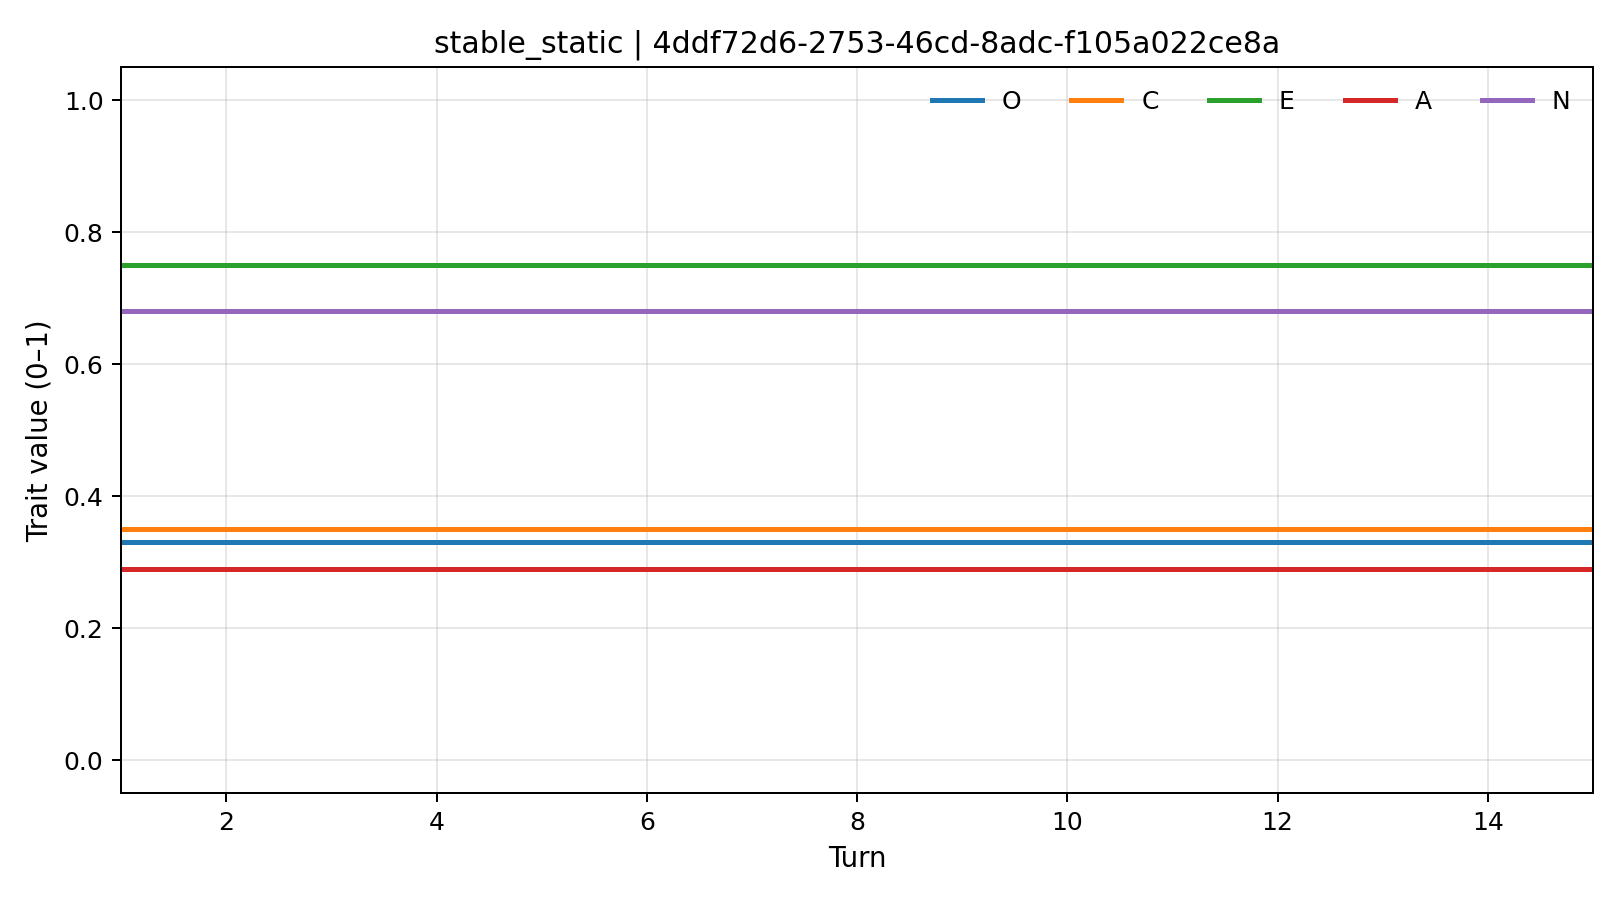 stable_static | 4ddf72d6-2753-46cd-8adc-f105a022ce8a
O C E A N
1.0
0.8
0.6
0.4
0.2
0.0
Trait value (0–1)
2 4 6 8 10 12 14
Turn